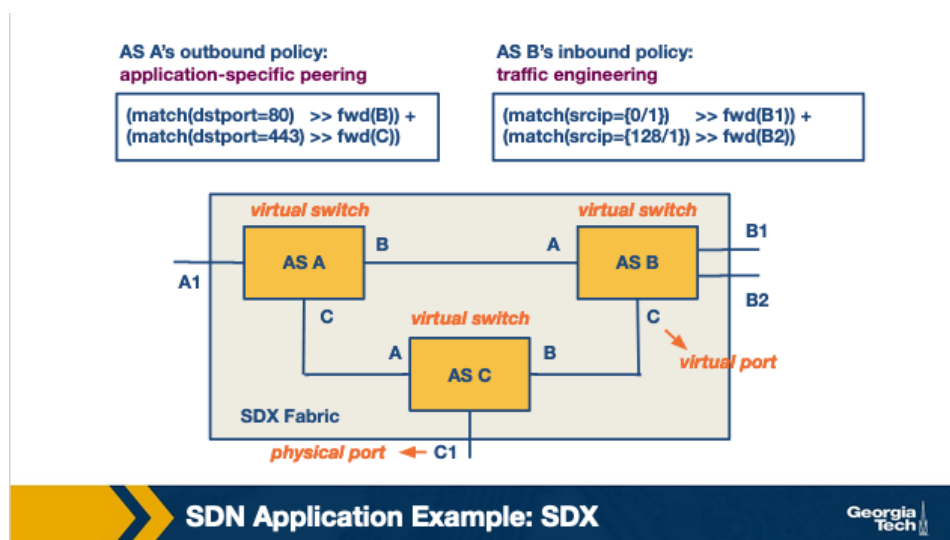 AS A's outbound policy:
application-specific peering
(match(dstport=80) >> fwd(B)) +
(match(dstport=443) >> fwd(C))
AS B's inbound policy:
traffic engineering
(match(srcip={0/1}) >> fwd(B1)) +
(match(srcip={128/1}) >> fwd(B2))
virtual switch
virtual switch
AS A
B
A
AS B
B1
A1
B2
C
virtual switch
C
A
AS C
B
virtual port
SDX Fabric
physical port
C1
SDN Application Example: SDX
Georgia
Tech